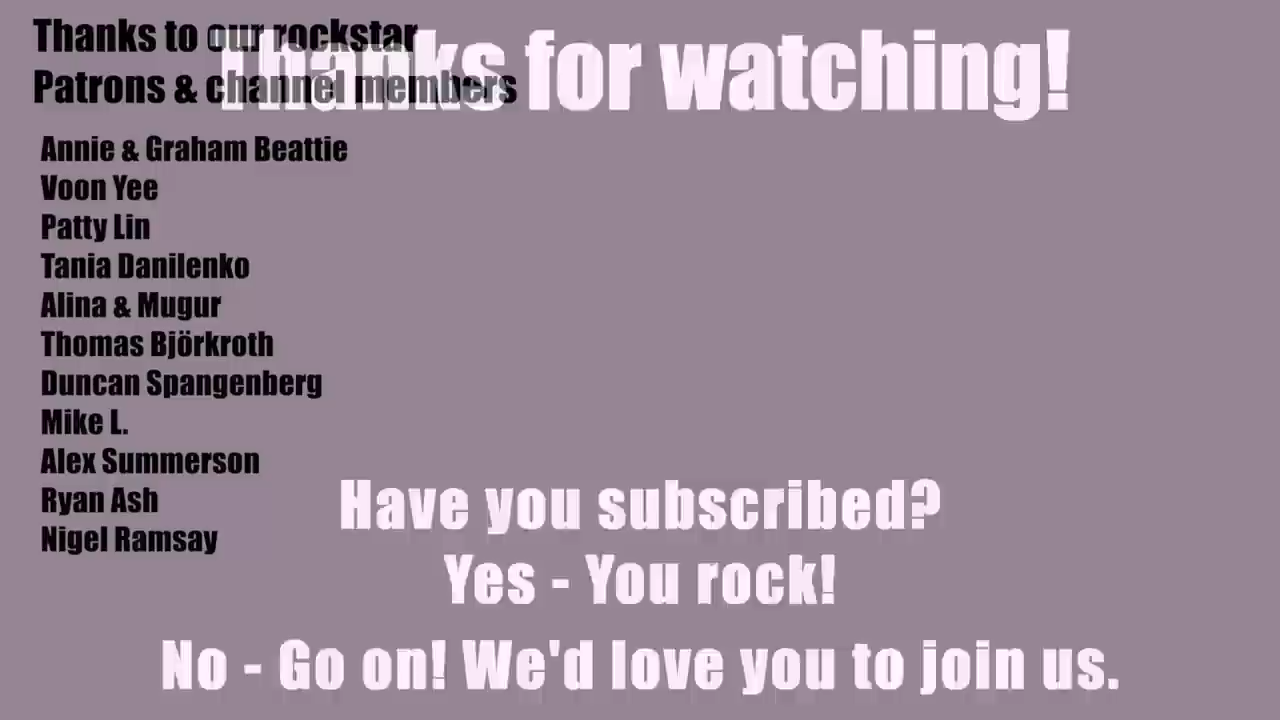 Thanks to our rockstar
Patrons & channel members
Thanks for watching!
Annie & Graham Beattie
Voon Yee
Patty Lin
Tania Danilenko
Alina & Mugur
Thomas Björkroth
Duncan Spangenberg
Mike L.
Alex Summerson
Ryan Ash
Nigel Ramsay
Have you subscribed?
Yes - You rock!
No - Go on! We'd love you to join us.